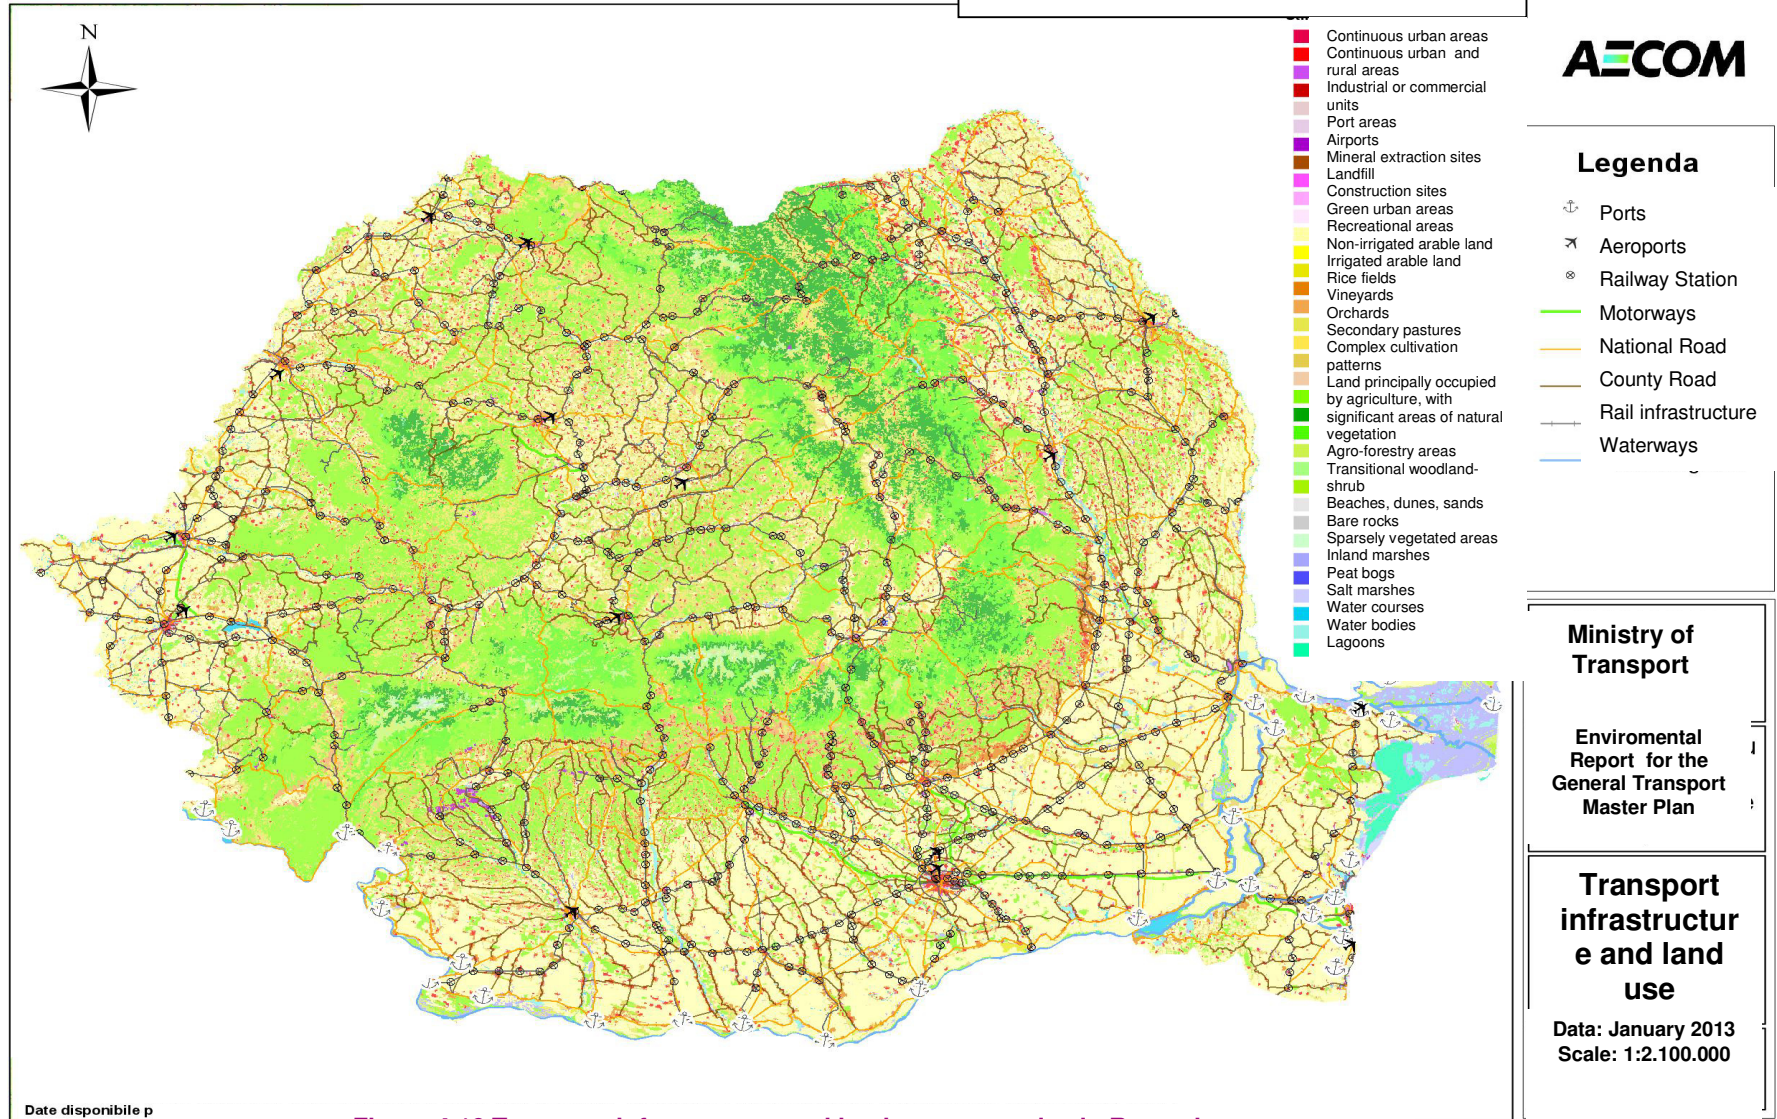 N
Continuous urban areas
Continuous urban and
rural areas
Industrial or commercial
units
Port areas
Airports
Mineral extraction sites
Landfill
Construction sites
Green urban areas
Recreational areas
Non-irrigated arable land
Irrigated arable land
Rice fields
Vineyards
Orchards
Secondary pastures
Complex cultivation
patterns
Land principally occupied
by agriculture, with
significant areas of natural
vegetation
Agro-forestry areas
Transitional woodland-
shrub
Beaches, dunes, sands
Bare rocks
Sparsely vegetated areas
Inland marshes
Peat bogs
Salt marshes
Water courses
Water bodies
Lagoons
AECOM
Legenda
Ports
Aeroports
Railway Station
Motorways
National Road
County Road
Rail infrastructure
Waterways
Ministry of
Transport
Enviromental
Report for the
General Transport
Master Plan
Transport
infrastructur
e and land
use
Data: January 2013
Scale: 1:2.100.000
Date disponibile p